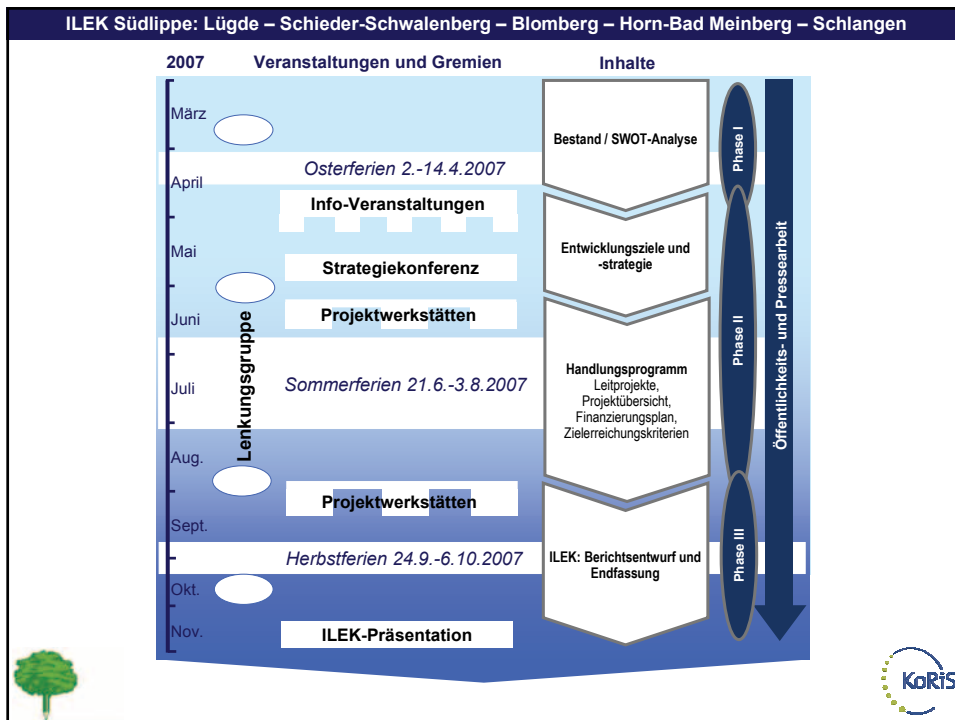 ILEK Südlippe: Lügde – Schieder-Schwalenberg – Blomberg – Horn-Bad Meinberg – Schlangen
2007
Veranstaltungen und Gremien
Inhalte
März
April
Mai
Juni
Juli
Aug.
Sept.
Okt.
Nov.
Lenkungsgruppe
Osterferien 2.-14.4.2007
Info-Veranstaltungen
Strategiekonferenz
Projektwerkstätten
Sommerferien 21.6.-3.8.2007
Projektwerkstätten
Herbstferien 24.9.-6.10.2007
ILEK-Präsentation
Bestand / SWOT-Analyse
Entwicklungsziele und
-strategie
Handlungsprogramm
Leitprojekte,
Projektübersicht,
Finanzierungsplan,
Zielerreichungskriterien
ILEK: Berichtsentwurf und
Endfassung
Phase I
Phase II
Phase III
Öffentlichkeits- und Pressearbeit
KoRiS